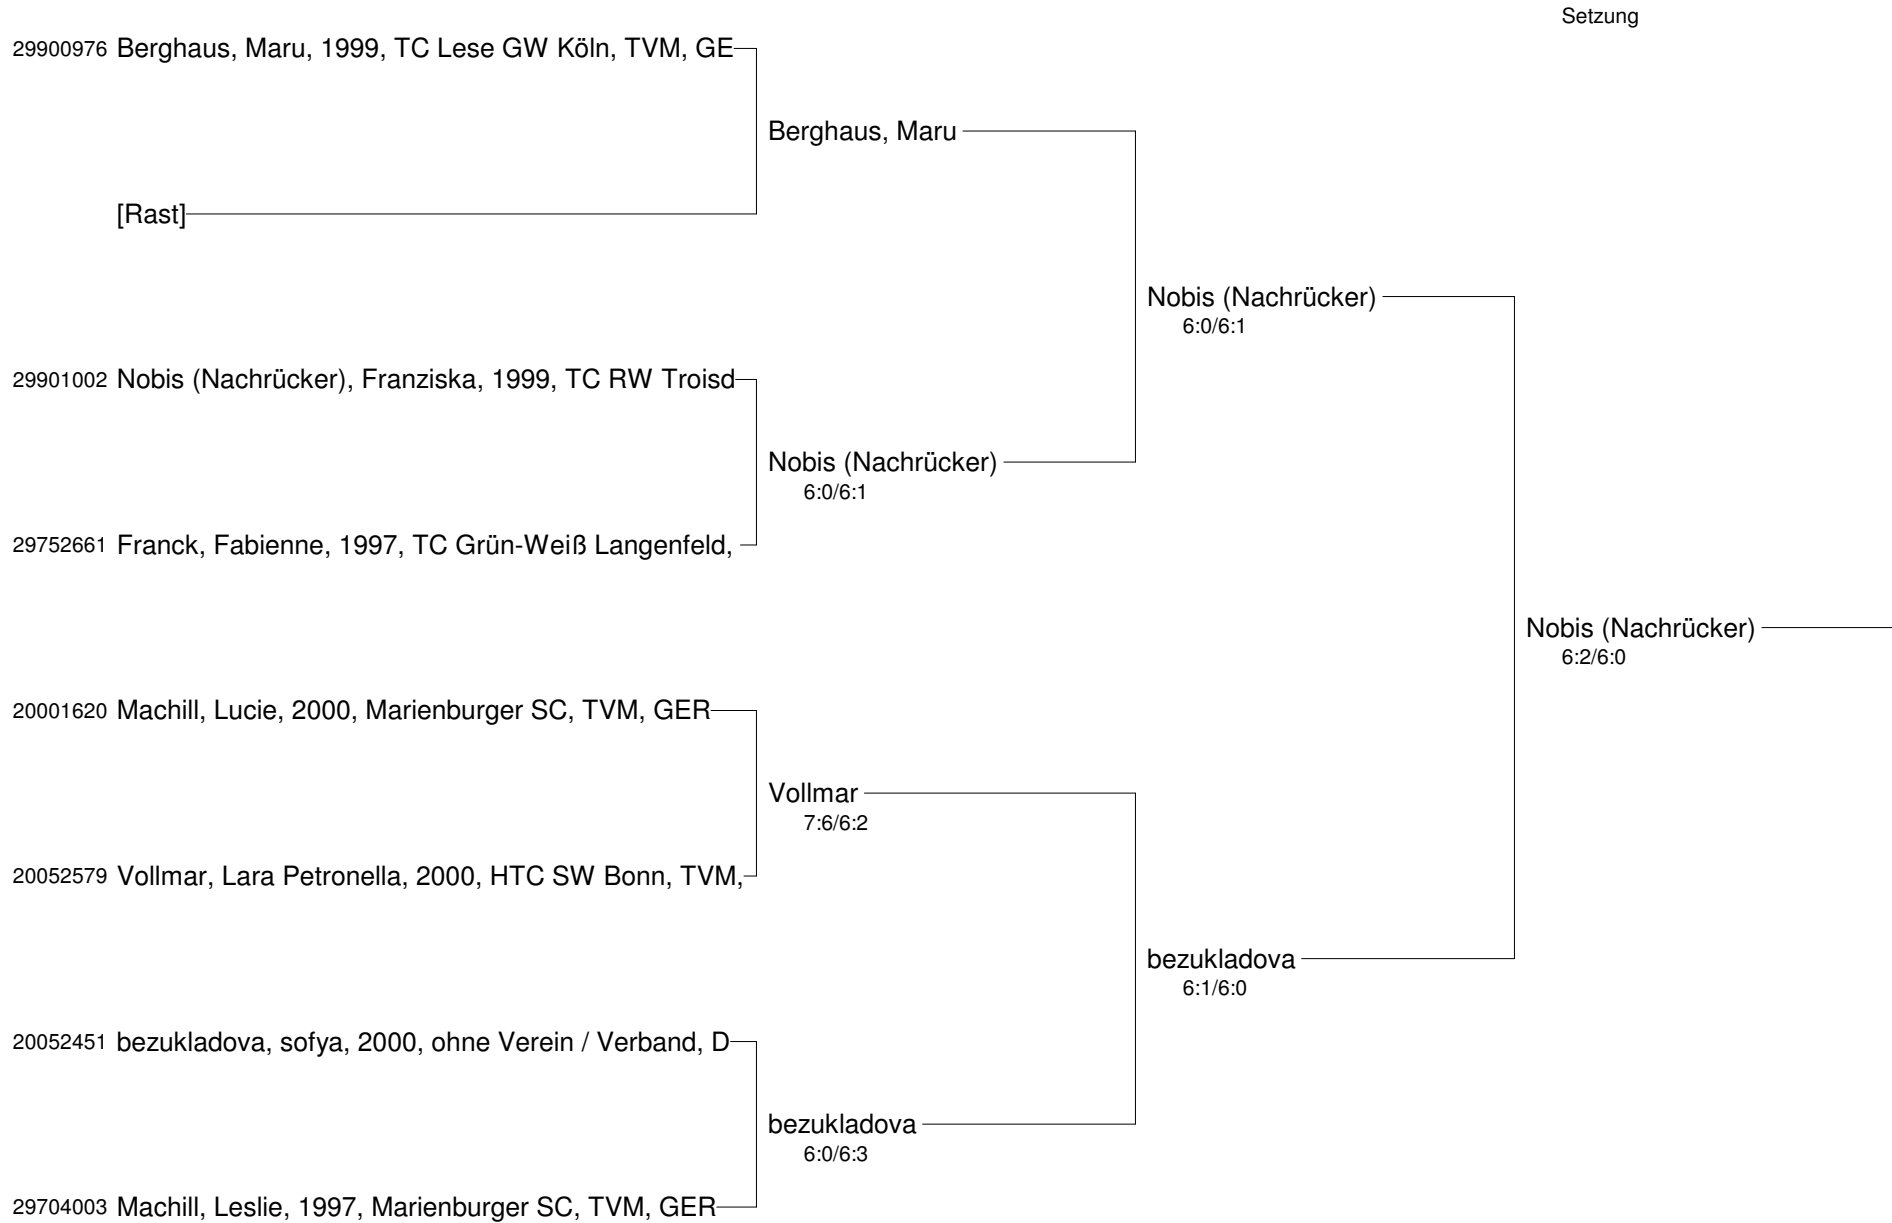 Setzung
29900976 Berghaus, Maru, 1999, TC Lese GW Köln, TVM, GE
Berghaus, Maru
[Rast]
Nobis (Nachrücker)
6:0/6:1
29901002 Nobis (Nachrücker), Franziska, 1999, TC RW Troisd
Nobis (Nachrücker)
6:0/6:1
29752661 Franck, Fabienne, 1997, TC Grün-Weiß Langenfeld,
Nobis (Nachrücker)
6:2/6:0
20001620 Machill, Lucie, 2000, Marienburger SC, TVM, GER
Vollmar
7:6/6:2
20052579 Vollmar, Lara Petronella, 2000, HTC SW Bonn, TVM,
bezukladova
6:1/6:0
20052451 bezukladova, sofya, 2000, ohne Verein / Verband, D
bezukladova
6:0/6:3
29704003 Machill, Leslie, 1997, Marienburger SC, TVM, GER